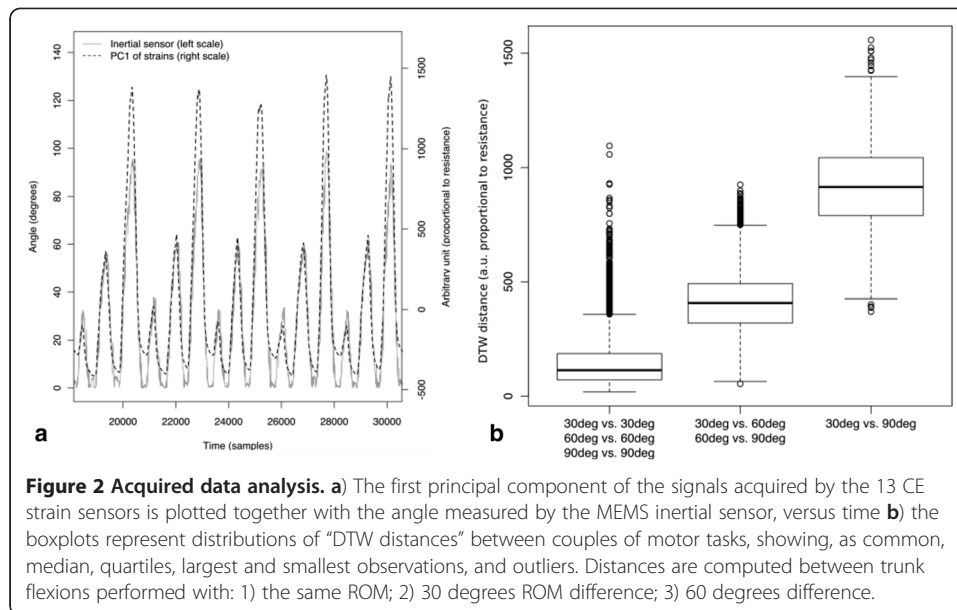 Inertial sensor (left scale)
PC1 of strains (right scale)
Angle (degrees)
0
20
40
60
80
100
120
140
Arbitrary unit (proportional to resistance)
-500
0
500
1000
1500
20000
22000
24000
26000
28000
30000
Time (samples)
a
DTW distance (a.u. proportional to resistance)
0
500
1000
1500
30deg vs. 30deg
60deg vs. 60deg
90deg vs. 90deg
30deg vs. 60deg
60deg vs. 90deg
30deg vs. 90deg
b
Figure 2 Acquired data analysis. a) The first principal component of the signals acquired by the 13 CE
strain sensors is plotted together with the angle measured by the MEMS inertial sensor, versus time b) the
boxplots represent distributions of “DTW distances” between couples of motor tasks, showing, as common,
median, quartiles, largest and smallest observations, and outliers. Distances are computed between trunk
flexions performed with: 1) the same ROM; 2) 30 degrees ROM difference; 3) 60 degrees difference.